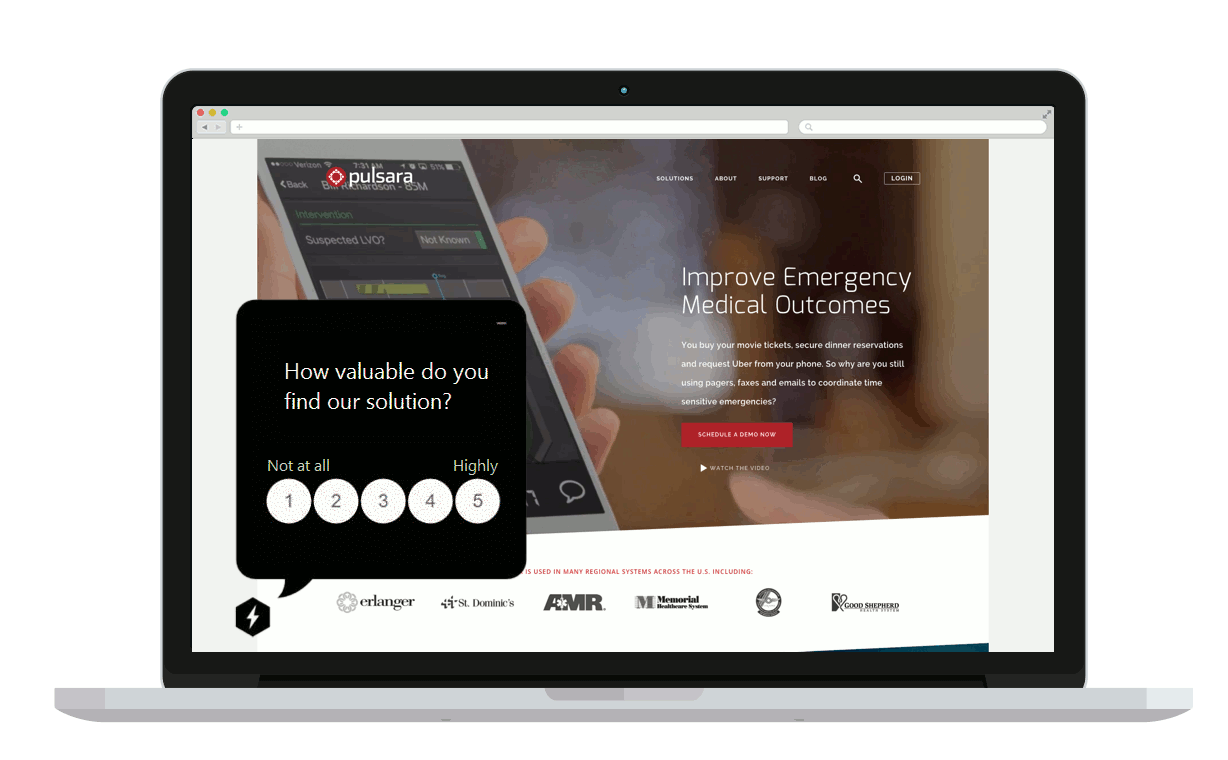 Verizon 7:31 AM 51%
Back Bill Richardson - 85M
pulsara
SOLUTIONS ABOUT SUPPORT BLOG LOGIN
Intervention
Suspected LVO? Not Known
Improve Emergency
Medical Outcomes
You buy your movie tickets, secure dinner reservations
and request Uber from your phone. So why are you still
using pagers, faxes and emails to coordinate time
sensitive emergencies?
SCHEDULE A DEMO NOW
WATCH THE VIDEO
How valuable do you
find our solution?
Not at all Highly
1 2 3 4 5
IS USED IN MANY REGIONAL SYSTEMS ACROSS THE U.S. INCLUDING:
erlanger
St. Dominic's
AMR
Memorial
Healthcare System
GOOD SHEPHERD
HEALTH SYSTEM